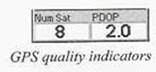 Num Sat PDOP
8 2.0
GPS quality indicators